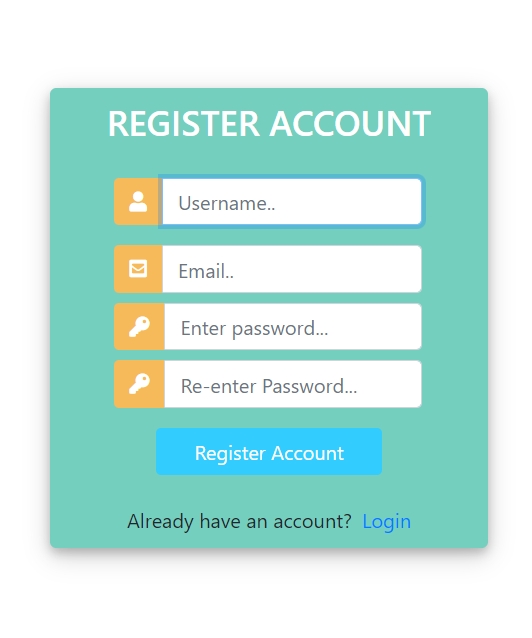 REGISTER ACCOUNT
Username..
Email..
Enter password...
Re-enter Password...
Register Account
Already have an account? Login